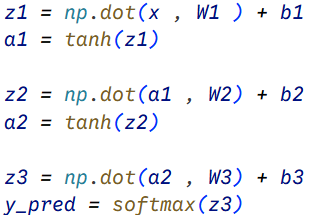 z1 = np.dot(x , W1 ) + b1
a1 = tanh(z1)
z2 = np.dot(a1 , W2) + b2
a2 = tanh(z2)
z3 = np.dot(a2 , W3) + b3
y_pred = softmax(z3)